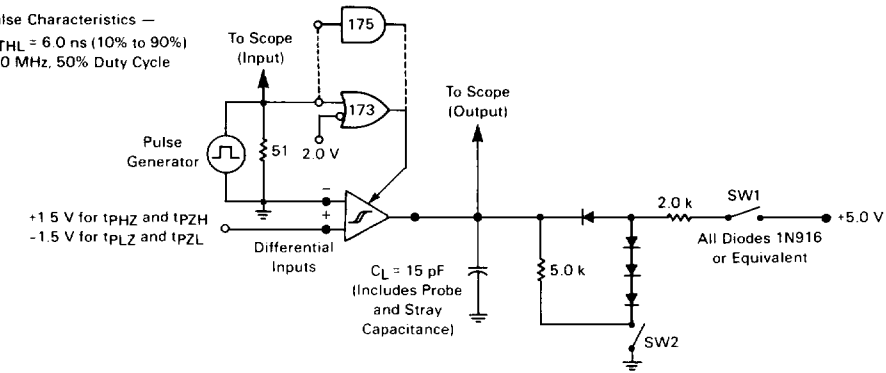 lse Characteristics —
THL = 6.0 ns (10% to 90%)
0 MHz, 50% Duty Cycle
To Scope
(Input)
175
173
To Scope
(Output)
Pulse
Generator
51
2.0 V
2.0 k
SW1
+5.0 V
All Diodes 1N916
or Equivalent
–
+
+1 5 V for tPHZ and tPZH
–1.5 V for tPLZ and tPZL
Differential
Inputs
CL = 15 pF
(Includes Probe
and Stray
Capacitance)
5.0 k
SW2